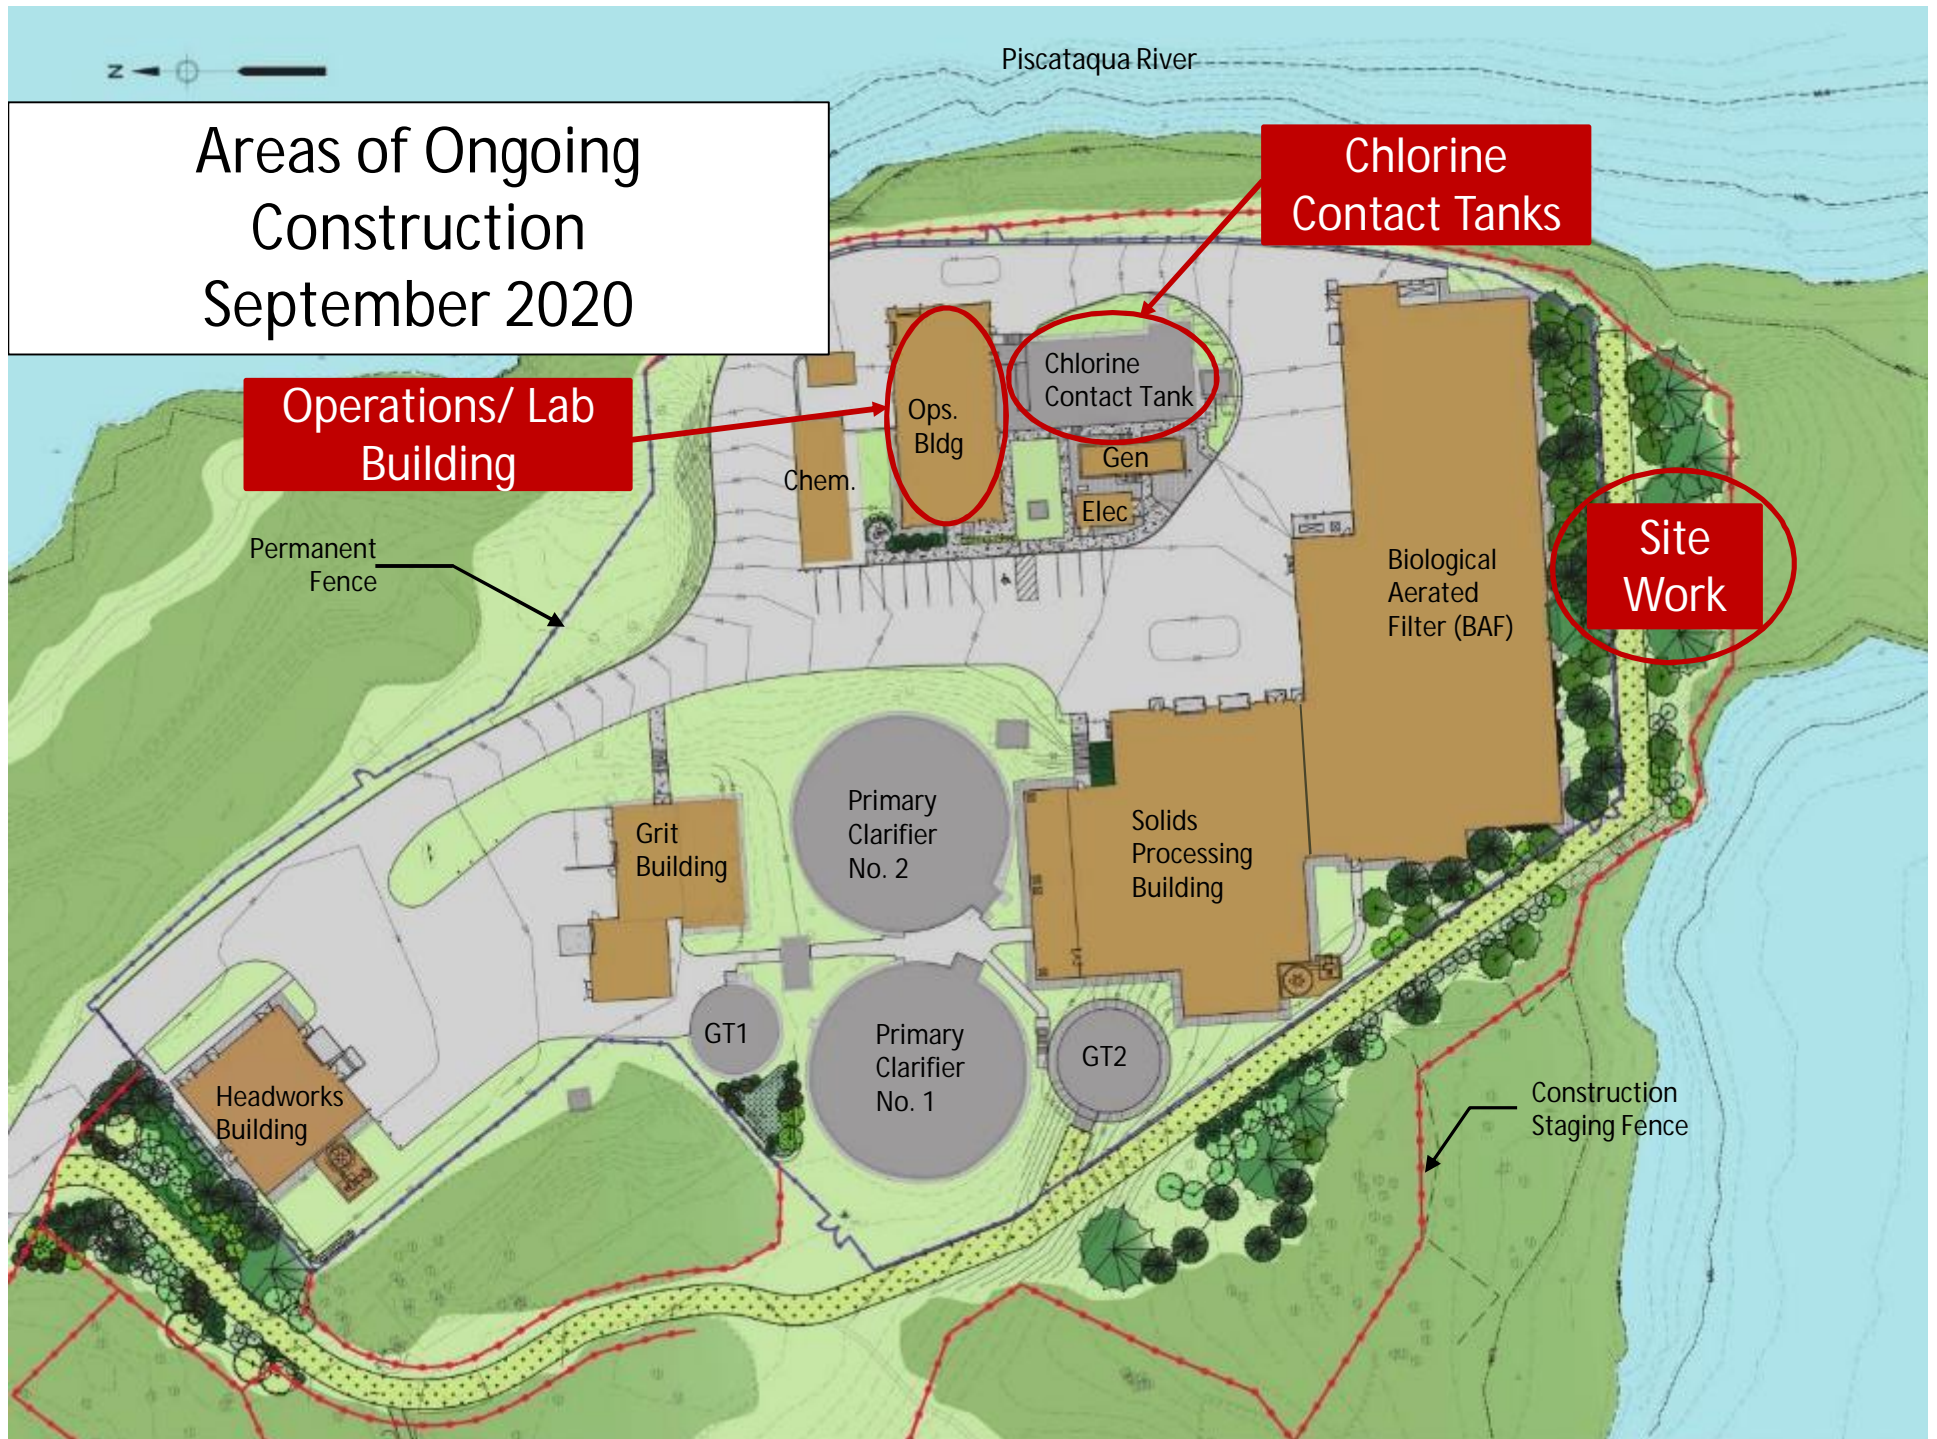 Piscataqua River
N
Areas of Ongoing
Construction
September 2020
Chlorine
Contact Tanks
Operations/ Lab
Building
Chlorine
Contact Tank
Ops.
Bldg
Gen
Chem.
Elec
Site
Work
Permanent
Fence
Biological
Aerated
Filter (BAF)
Primary
Clarifier
No. 2
Grit
Building
Solids
Processing
Building
GT1
Primary
Clarifier
No. 1
GT2
Headworks
Building
Construction
Staging Fence